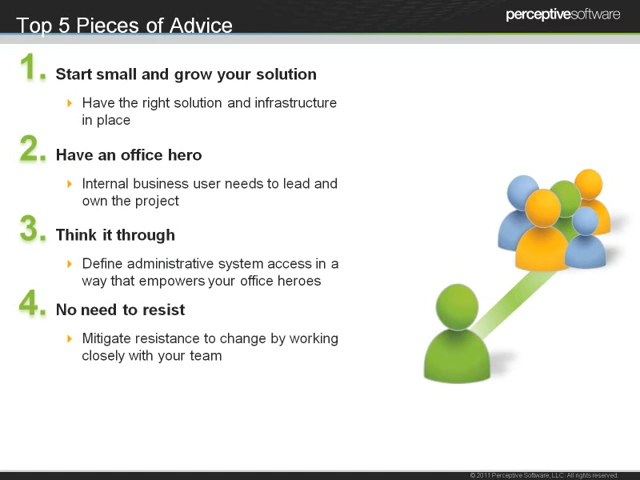 Top 5 Pieces of Advice
perceptivesoftware
1. Start small and grow your solution
Have the right solution and infrastructure
in place
2. Have an office hero
Internal business user needs to lead and
own the project
3. Think it through
Define administrative system access in a
way that empowers your office heroes
4. No need to resist
Mitigate resistance to change by working
closely with your team
© 2011 Perceptive Software, LLC. All rights reserved.